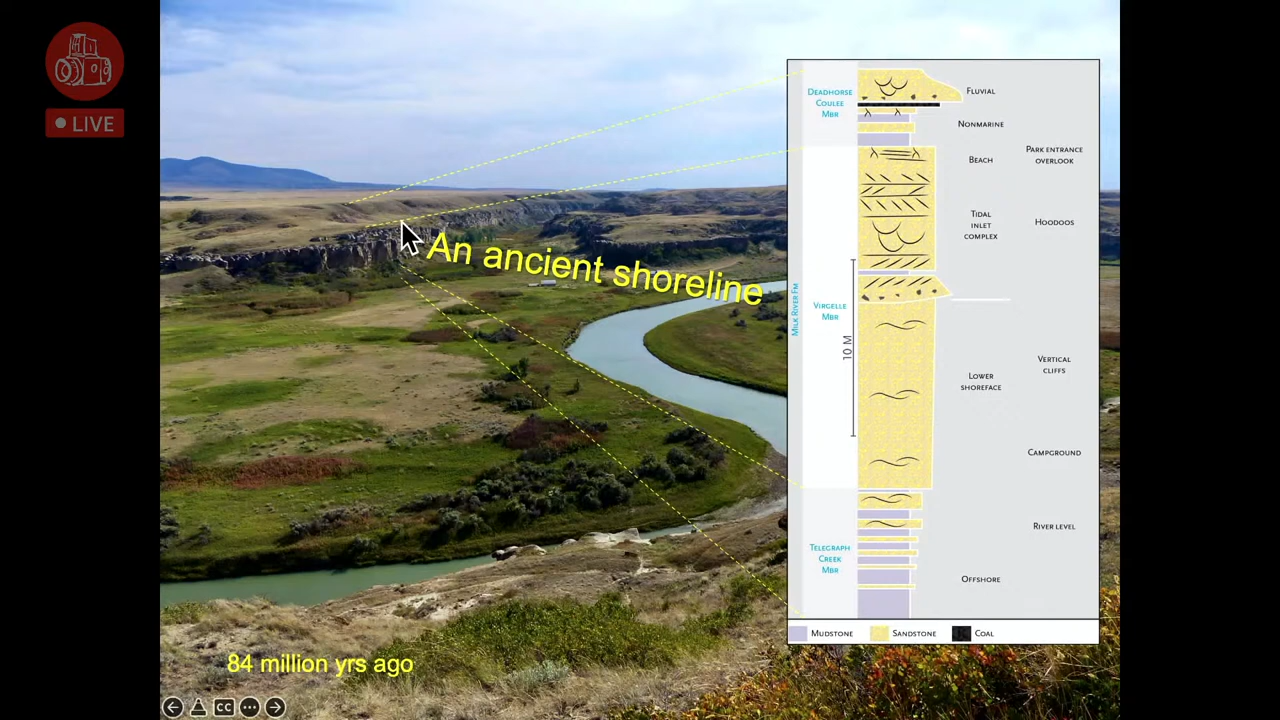 LIVE
An ancient shoreline
84 million yrs ago
CC
DEADHORSE
COULEE
MBR
MILK RIVER FM
VIRGELLE
MBR
TELEGRAPH
CREEK
MBR
10 M
FLUVIAL
NONMARINE
BEACH
TIDAL
INLET
COMPLEX
LOWER
SHOREFACE
OFFSHORE
PARK ENTRANCE
OVERLOOK
HOODOOS
VERTICAL
CLIFFS
CAMPGROUND
RIVER LEVEL
MUDSTONE
SANDSTONE
COAL